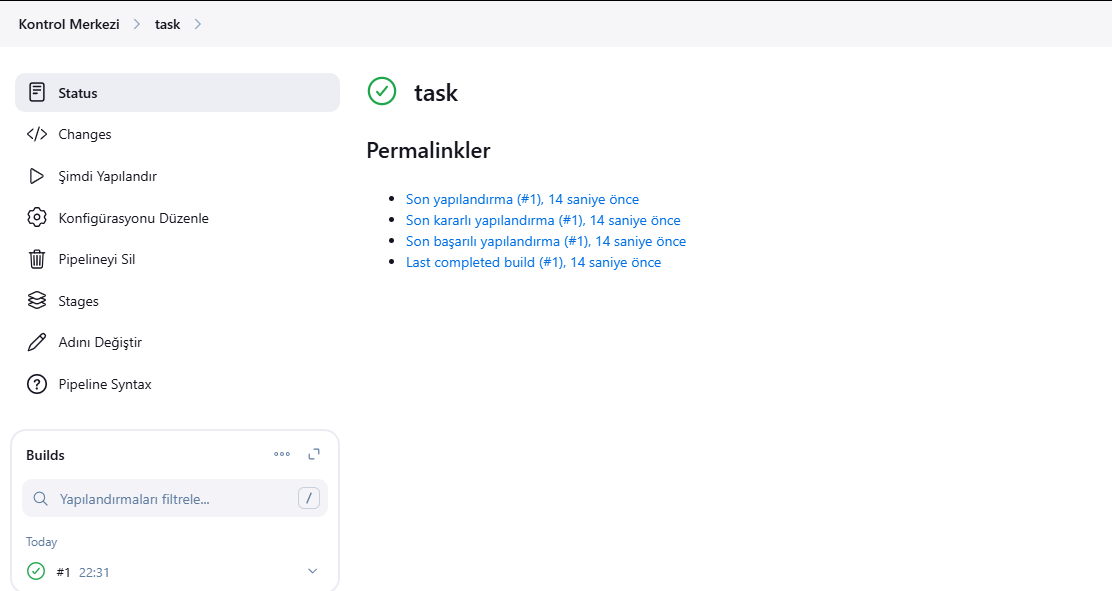 Kontrol Merkezi
task
Status
Changes
Şimdi Yapılandır
Konfigürasyonu Düzenle
Pipelineyi Sil
Stages
Adını Değiştir
Pipeline Syntax
Builds
Yapılandırmaları filtrele...
/
Today
#1 22:31
task
Permalinkler
Son yapılandırma (#1), 14 saniye önce
Son kararlı yapılandırma (#1), 14 saniye önce
Son başarılı yapılandırma (#1), 14 saniye önce
Last completed build (#1), 14 saniye önce